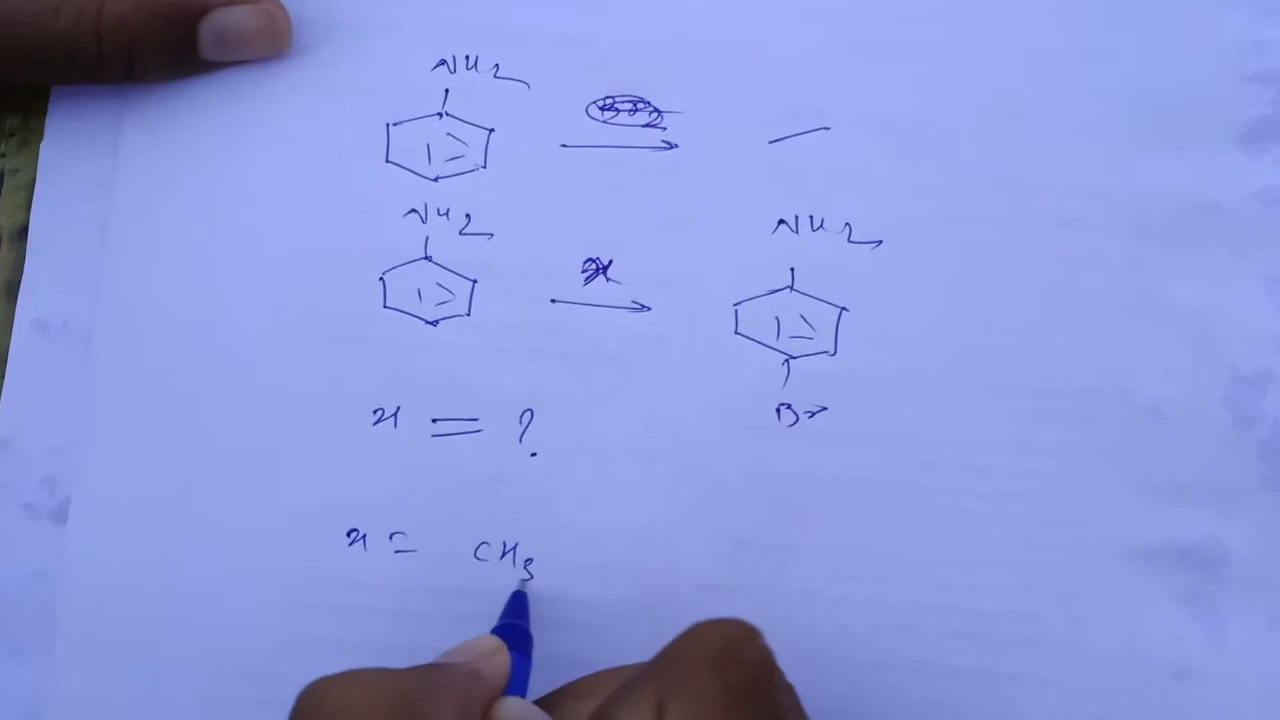 NH2
Br2
NH2
x
NH2
Br
x = ?
x = CH3